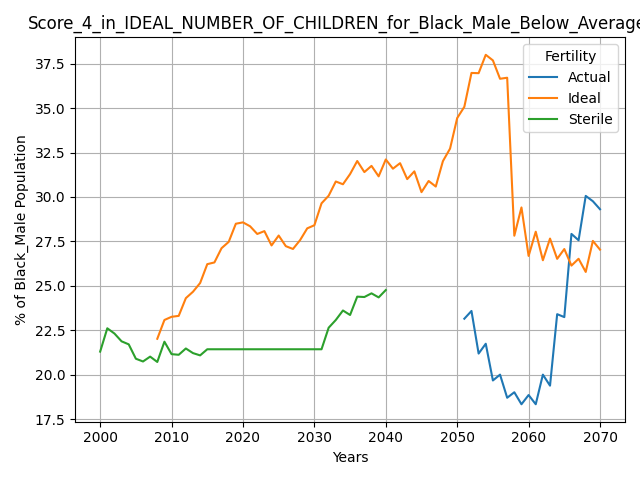 Score_4_in_IDEAL_NUMBER_OF_CHILDREN_for_Black_Male_Below_Average
Fertility
Actual
Ideal
Sterile
% of Black_Male Population
37.5
35.0
32.5
30.0
27.5
25.0
22.5
20.0
17.5
2000 2010 2020 2030 2040 2050 2060 2070
Years